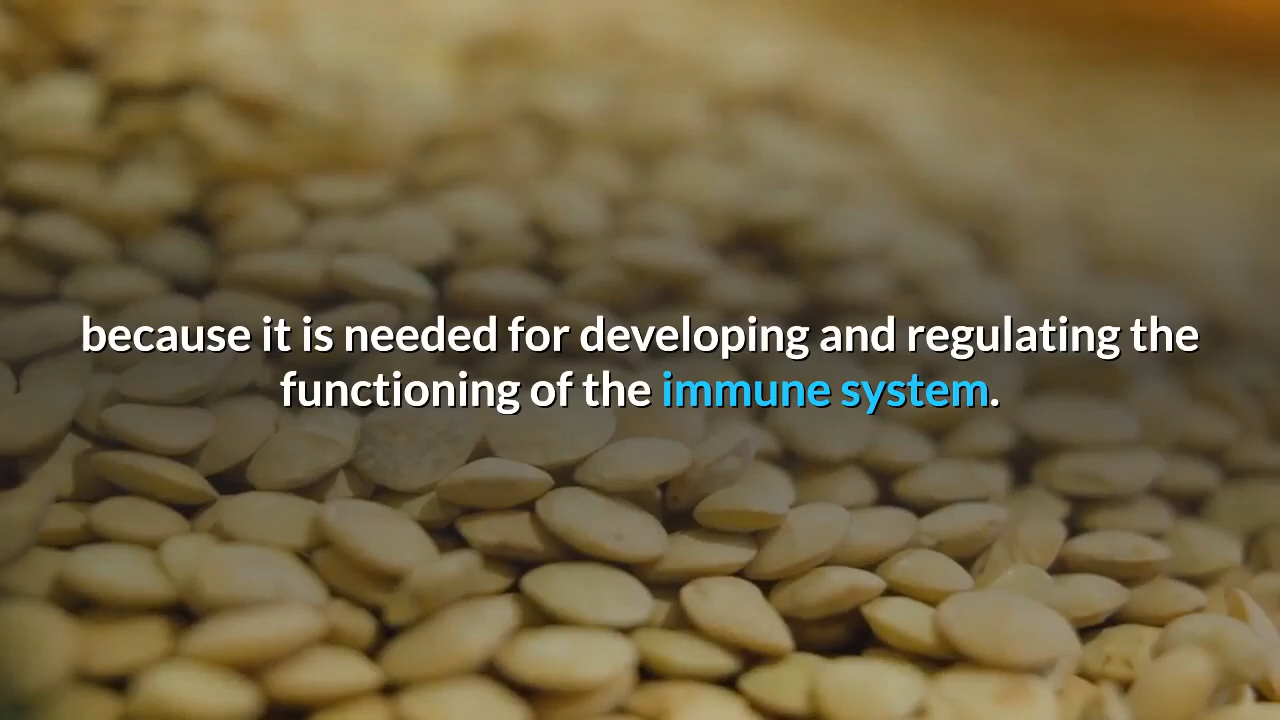 because it is needed for developing and regulating the
functioning of the immune system.